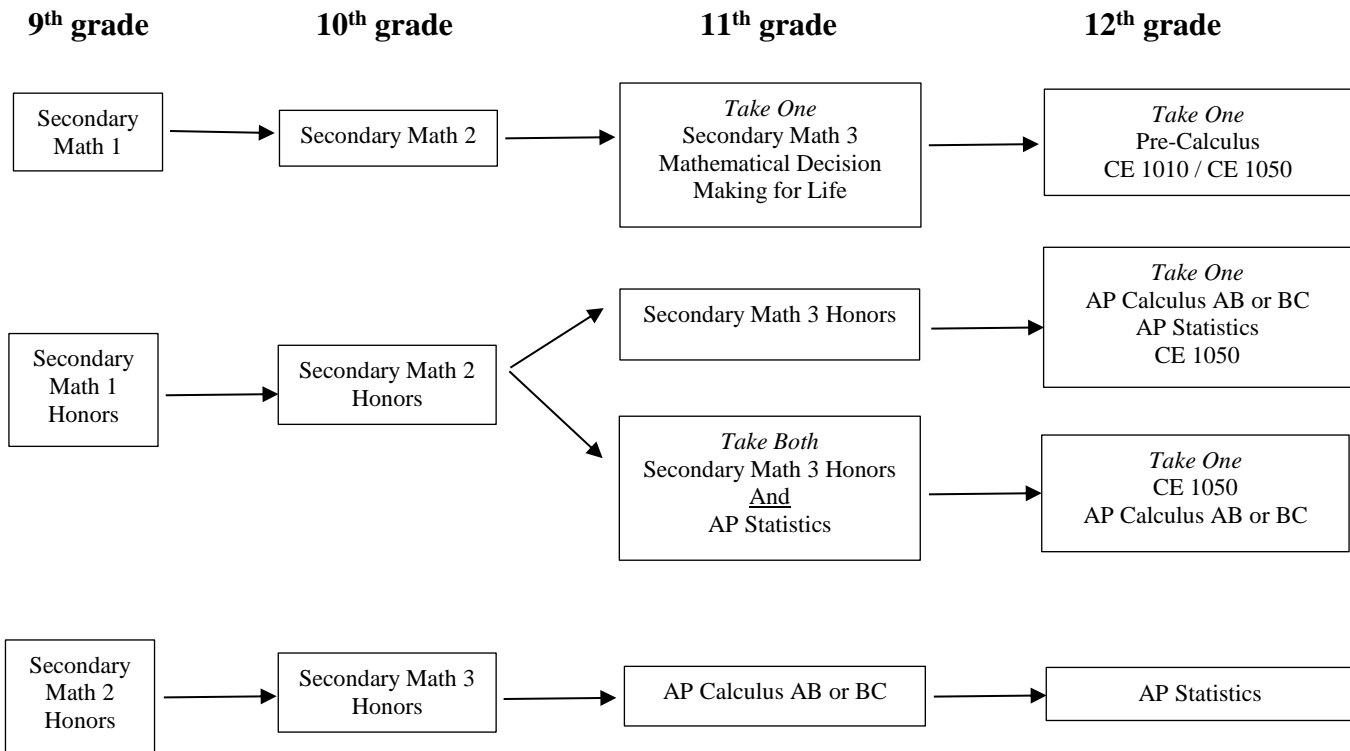 9th grade 10th grade 11th grade 12th grade
Secondary
Math 1
Secondary Math 2
Take One
Secondary Math 3
Mathematical Decision
Making for Life
Take One
Pre-Calculus
CE 1010 / CE 1050
Secondary
Math 1
Honors
Secondary Math 2
Honors
Secondary Math 3 Honors
Take One
AP Calculus AB or BC
AP Statistics
CE 1050
Take Both
Secondary Math 3 Honors
And
AP Statistics
Take One
CE 1050
AP Calculus AB or BC
Secondary
Math 2
Honors
Secondary Math 3
Honors
AP Calculus AB or BC
AP Statistics